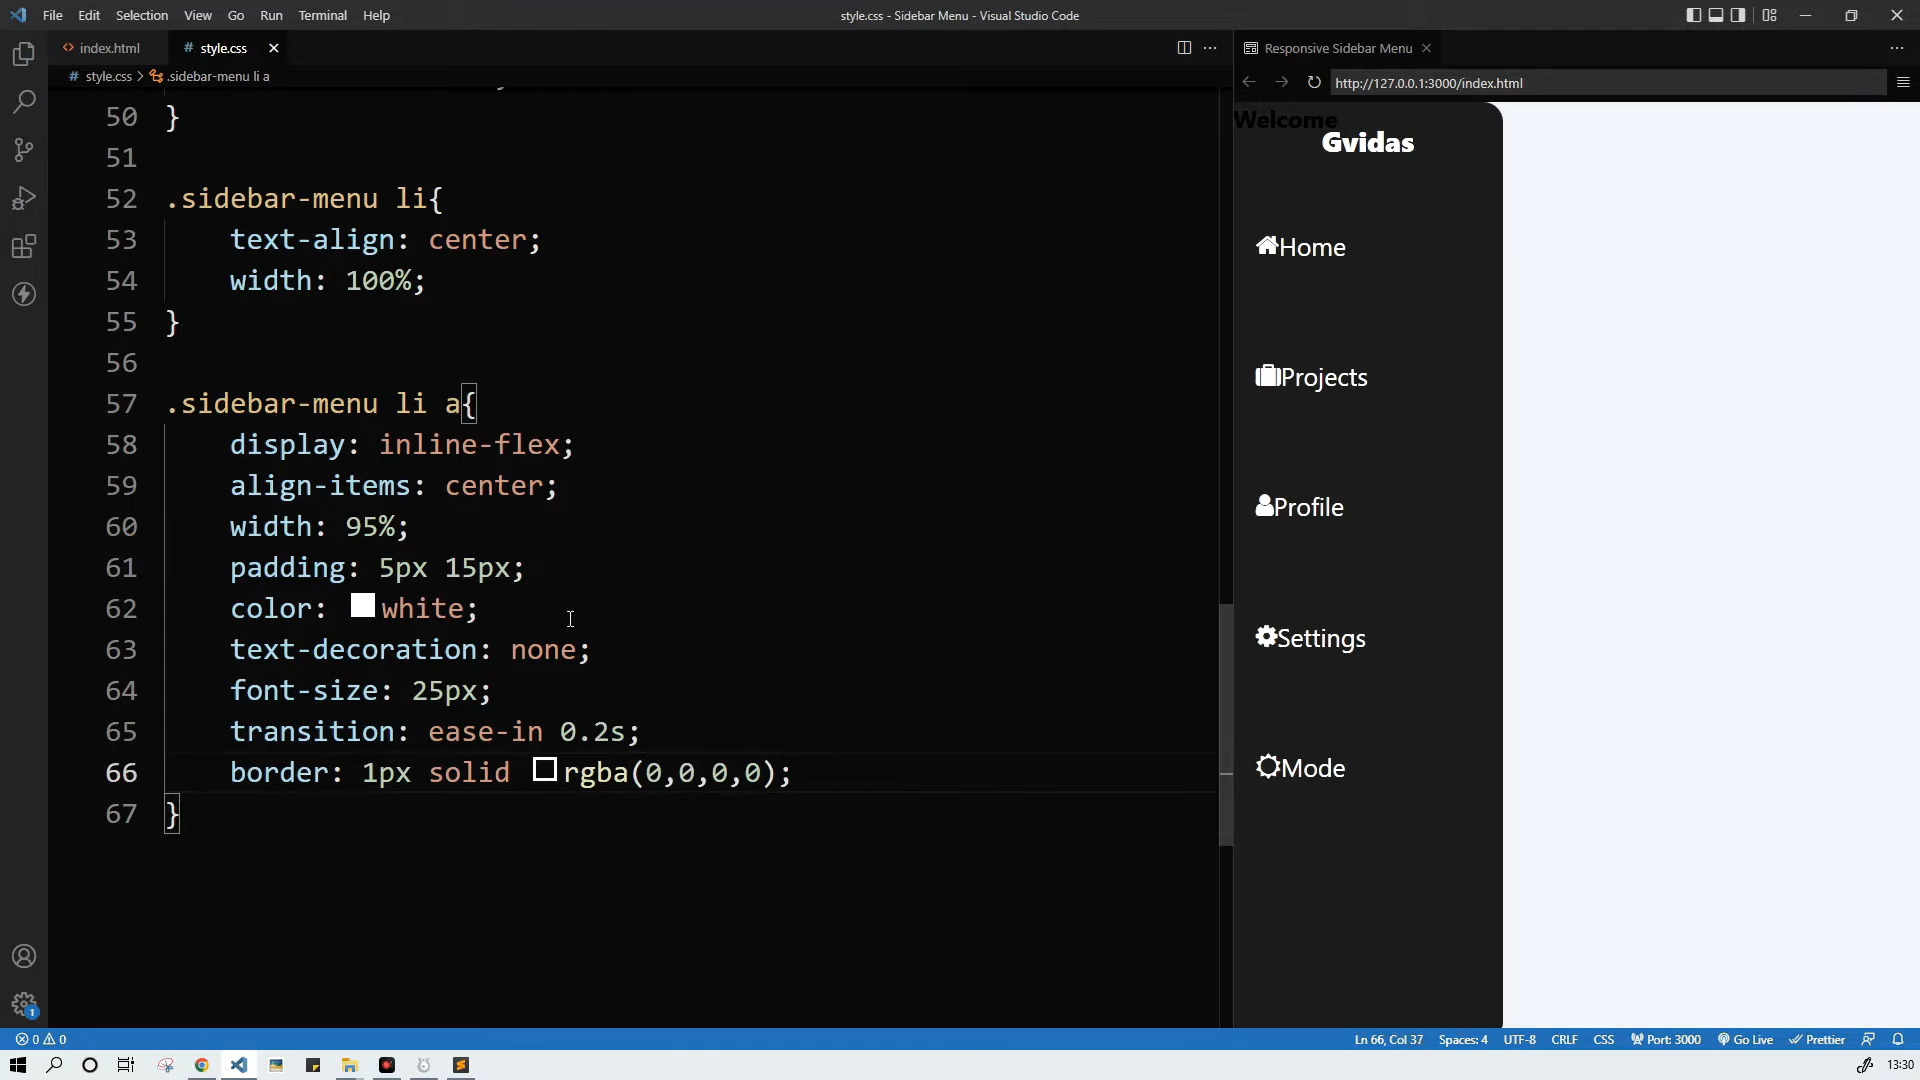 File Edit Selection View Go Run Terminal Help
style.css - Sidebar Menu - Visual Studio Code
index.html
# style.css
Responsive Sidebar Menu
# style.css > .sidebar-menu li a
http://127.0.0.1:3000/index.html
50 }
51
52 .sidebar-menu li{
53 text-align: center;
54 width: 100%;
55 }
56
57 .sidebar-menu li a{
58 display: inline-flex;
59 align-items: center;
60 width: 95%;
61 padding: 5px 15px;
62 color: white;
63 text-decoration: none;
64 font-size: 25px;
65 transition: ease-in 0.2s;
66 border: 1px solid rgba(0,0,0,0);
67 }
Welcome
Gvidas
Home
Projects
Profile
Settings
Mode
1
0 0
Ln 66, Col 37 Spaces: 4 UTF-8 CRLF CSS Port: 3000 Go Live Prettier
13:30